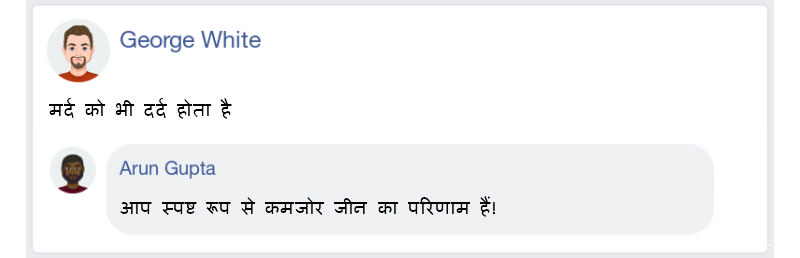 George White
मर्द को भी दर्द होता है
Arun Gupta
आप स्पष्ट रूप से कमजोर जीन का परिणाम हैं!